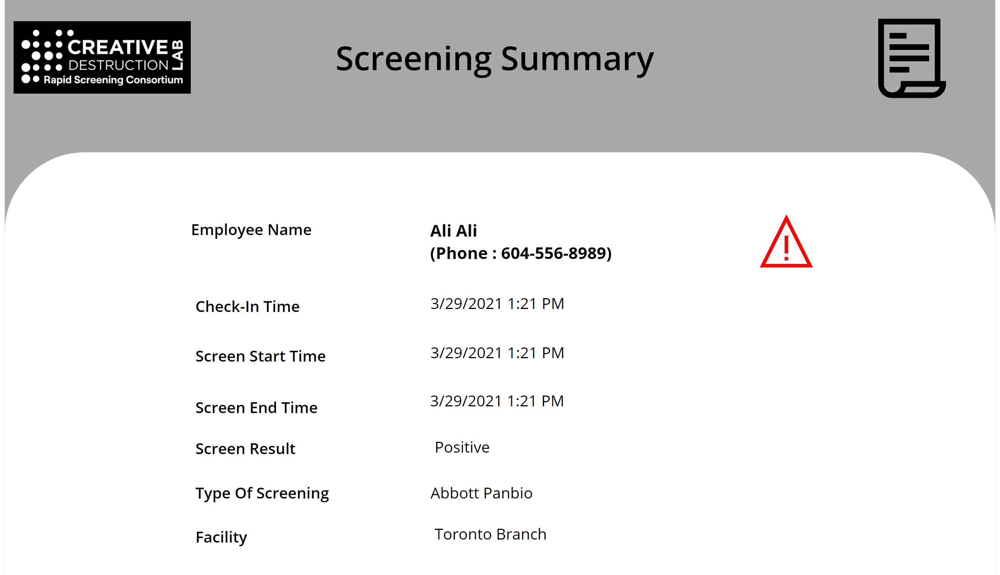 CREATIVE
DESTRUCTION
LAB
Rapid Screening Consortium
Screening Summary
Employee Name
Ali Ali
(Phone : 604-556-8989)
Check-In Time
3/29/2021 1:21 PM
Screen Start Time
3/29/2021 1:21 PM
Screen End Time
3/29/2021 1:21 PM
Screen Result
Positive
Type Of Screening
Abbott Panbio
Facility
Toronto Branch